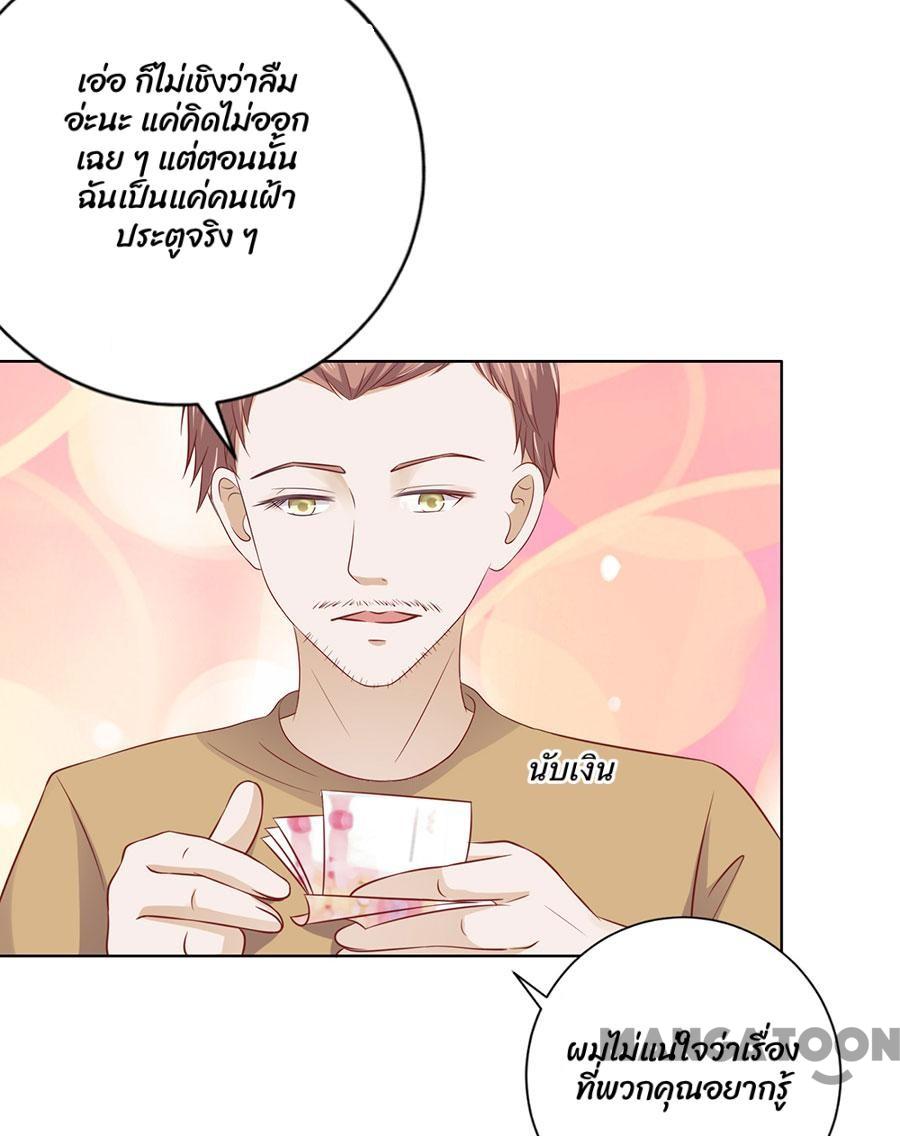 เอ่อ ก็ไม่เชิงว่าลืม
อ่ะนะ แค่คิดไม่ออก
เฉย ๆ แต่ตอนนั้น
ฉันเป็นแค่คนเฝ้า
ประตูจริง ๆ
นับเงิน
ผมไม่แน่ใจว่าเรื่อง
ที่พวกคุณอยากรู้
MANGATOON